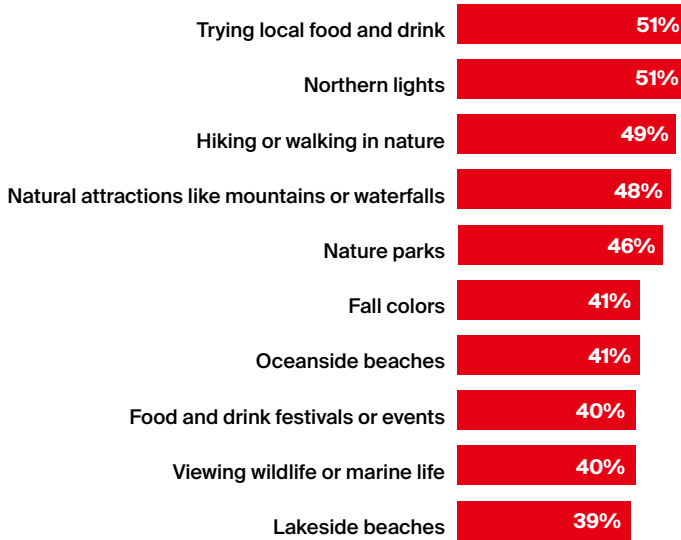 Trying local food and drink 51%
Northern lights 51%
Hiking or walking in nature 49%
Natural attractions like mountains or waterfalls 48%
Nature parks 46%
Fall colors 41%
Oceanside beaches 41%
Food and drink festivals or events 40%
Viewing wildlife or marine life 40%
Lakeside beaches 39%